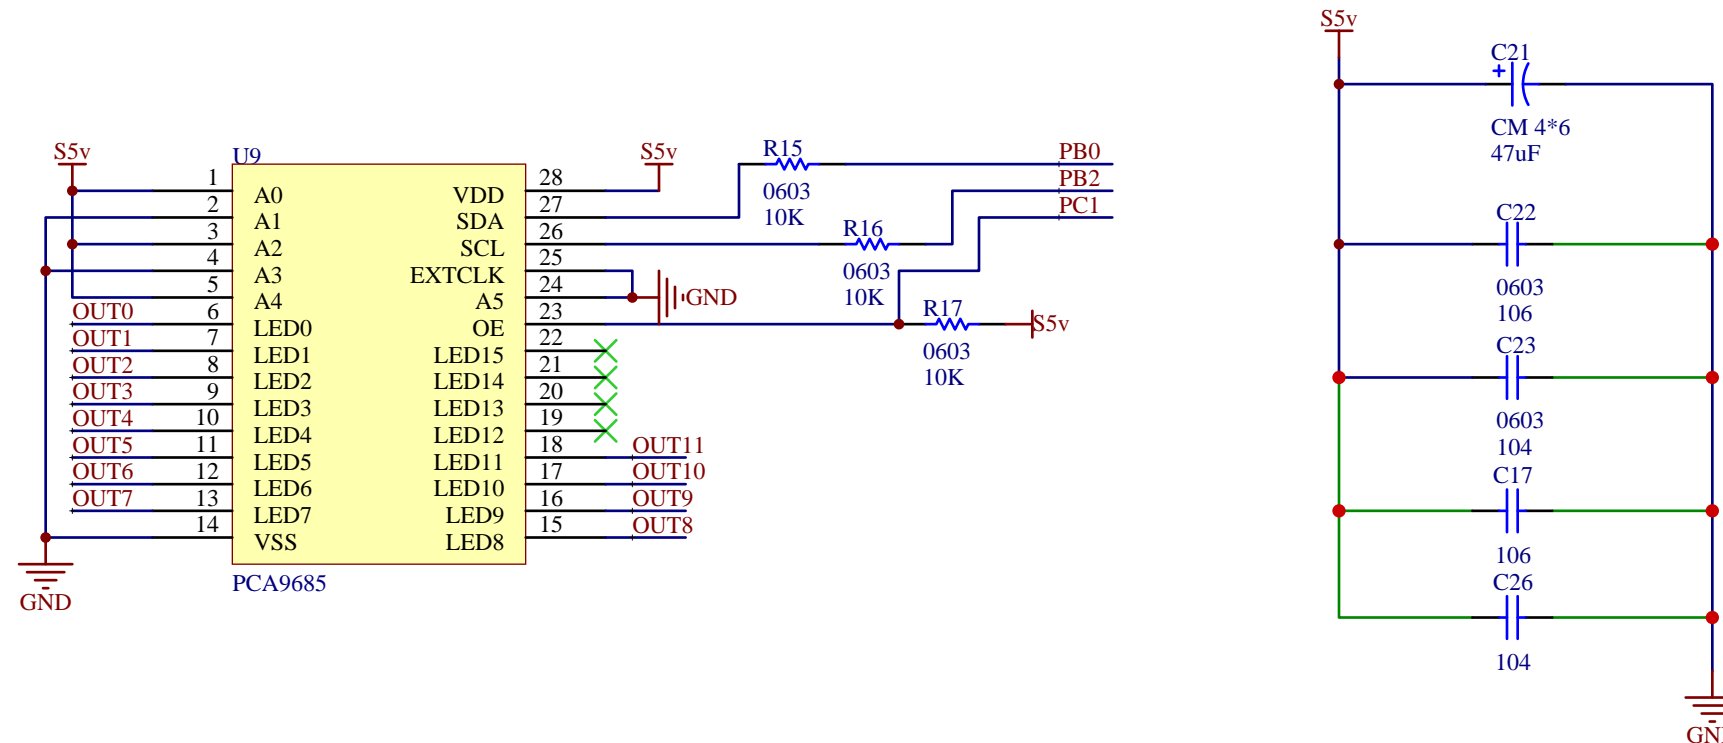 S5v
U9
1 A0
2 A1
3 A2
4 A3
5 A4
OUT0 6 LED0
OUT1 7 LED1
OUT2 8 LED2
OUT3 9 LED3
OUT4 10 LED4
OUT5 11 LED5
OUT6 12 LED6
OUT7 13 LED7
14 VSS
GND
PCA9685
VDD 28
S5v
SDA 27
SCL 26
EXTCLK 25
A5 24
GND
OE 23
LED15 22
LED14 21
LED13 20
LED12 19
LED11 18 OUT11
LED10 17 OUT10
LED9 16 OUT9
LED8 15 OUT8
R15
0603
10K
PB0
PB2
PC1
R16
0603
10K
R17
S5v
0603
10K
S5v
C21
+
CM 4*6
47uF
C22
0603
106
C23
0603
104
C17
106
C26
104